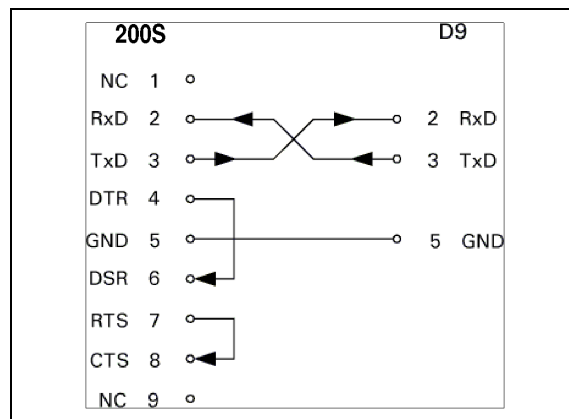 200S D9
NC 1
RxD 2 2 RxD
TxD 3 3 TxD
DTR 4
GND 5 5 GND
DSR 6
RTS 7
CTS 8
NC 9